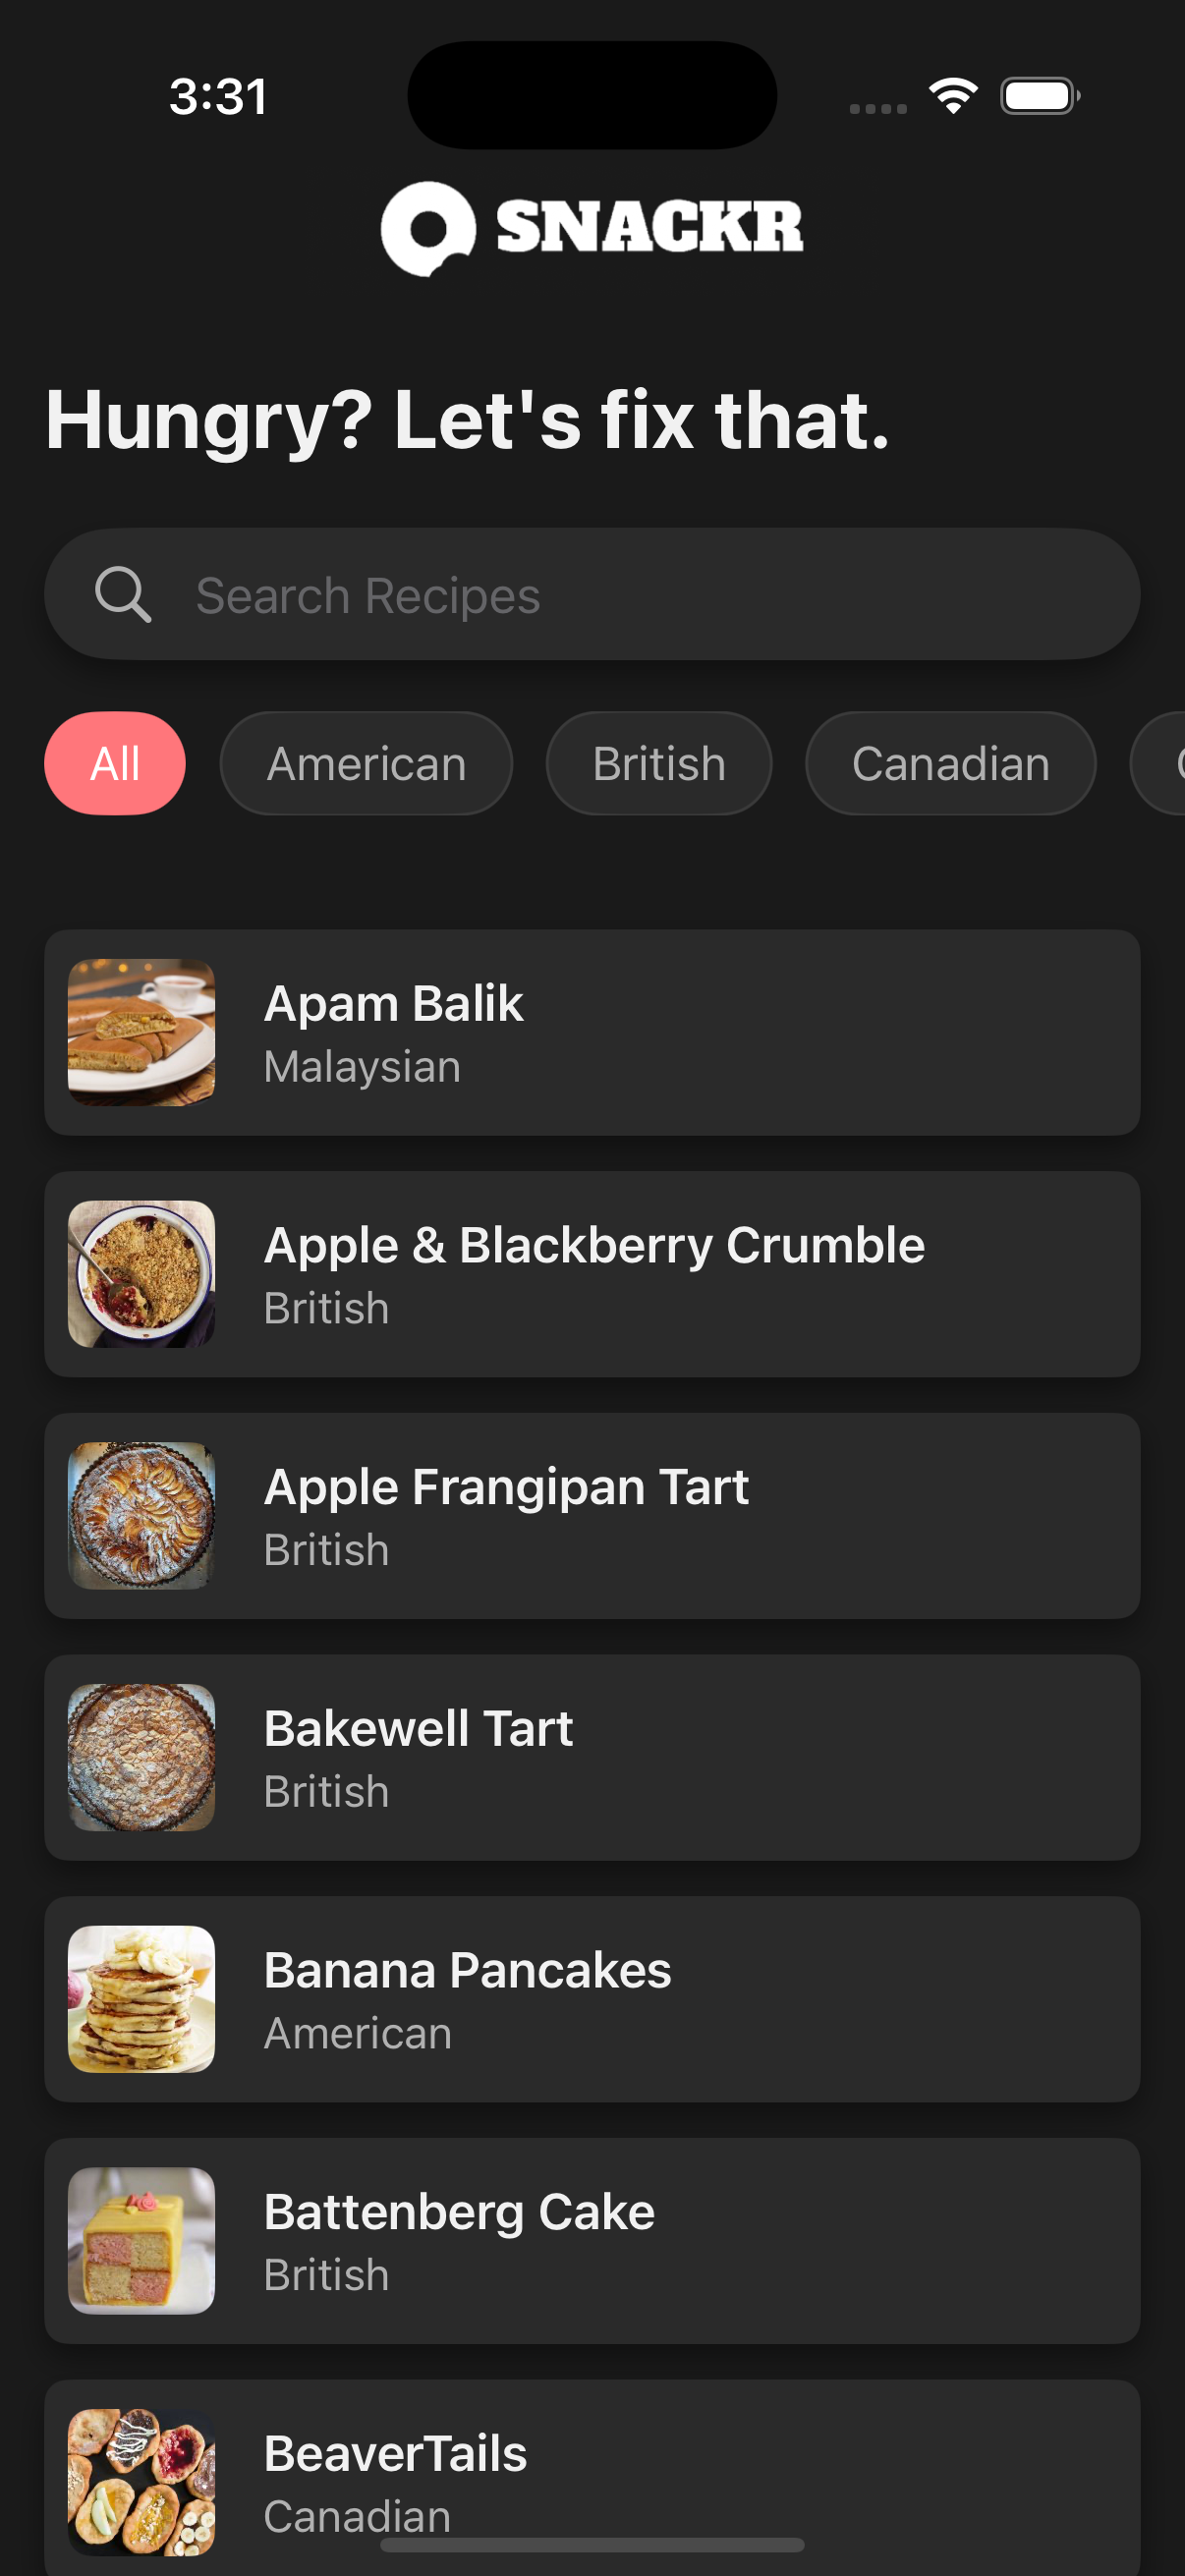 3:31
SNACKR
Hungry? Let's fix that.
Search Recipes
All American British Canadian
Apam Balik
Malaysian
Apple & Blackberry Crumble
British
Apple Frangipan Tart
British
Bakewell Tart
British
Banana Pancakes
American
Battenberg Cake
British
BeaverTails
Canadian